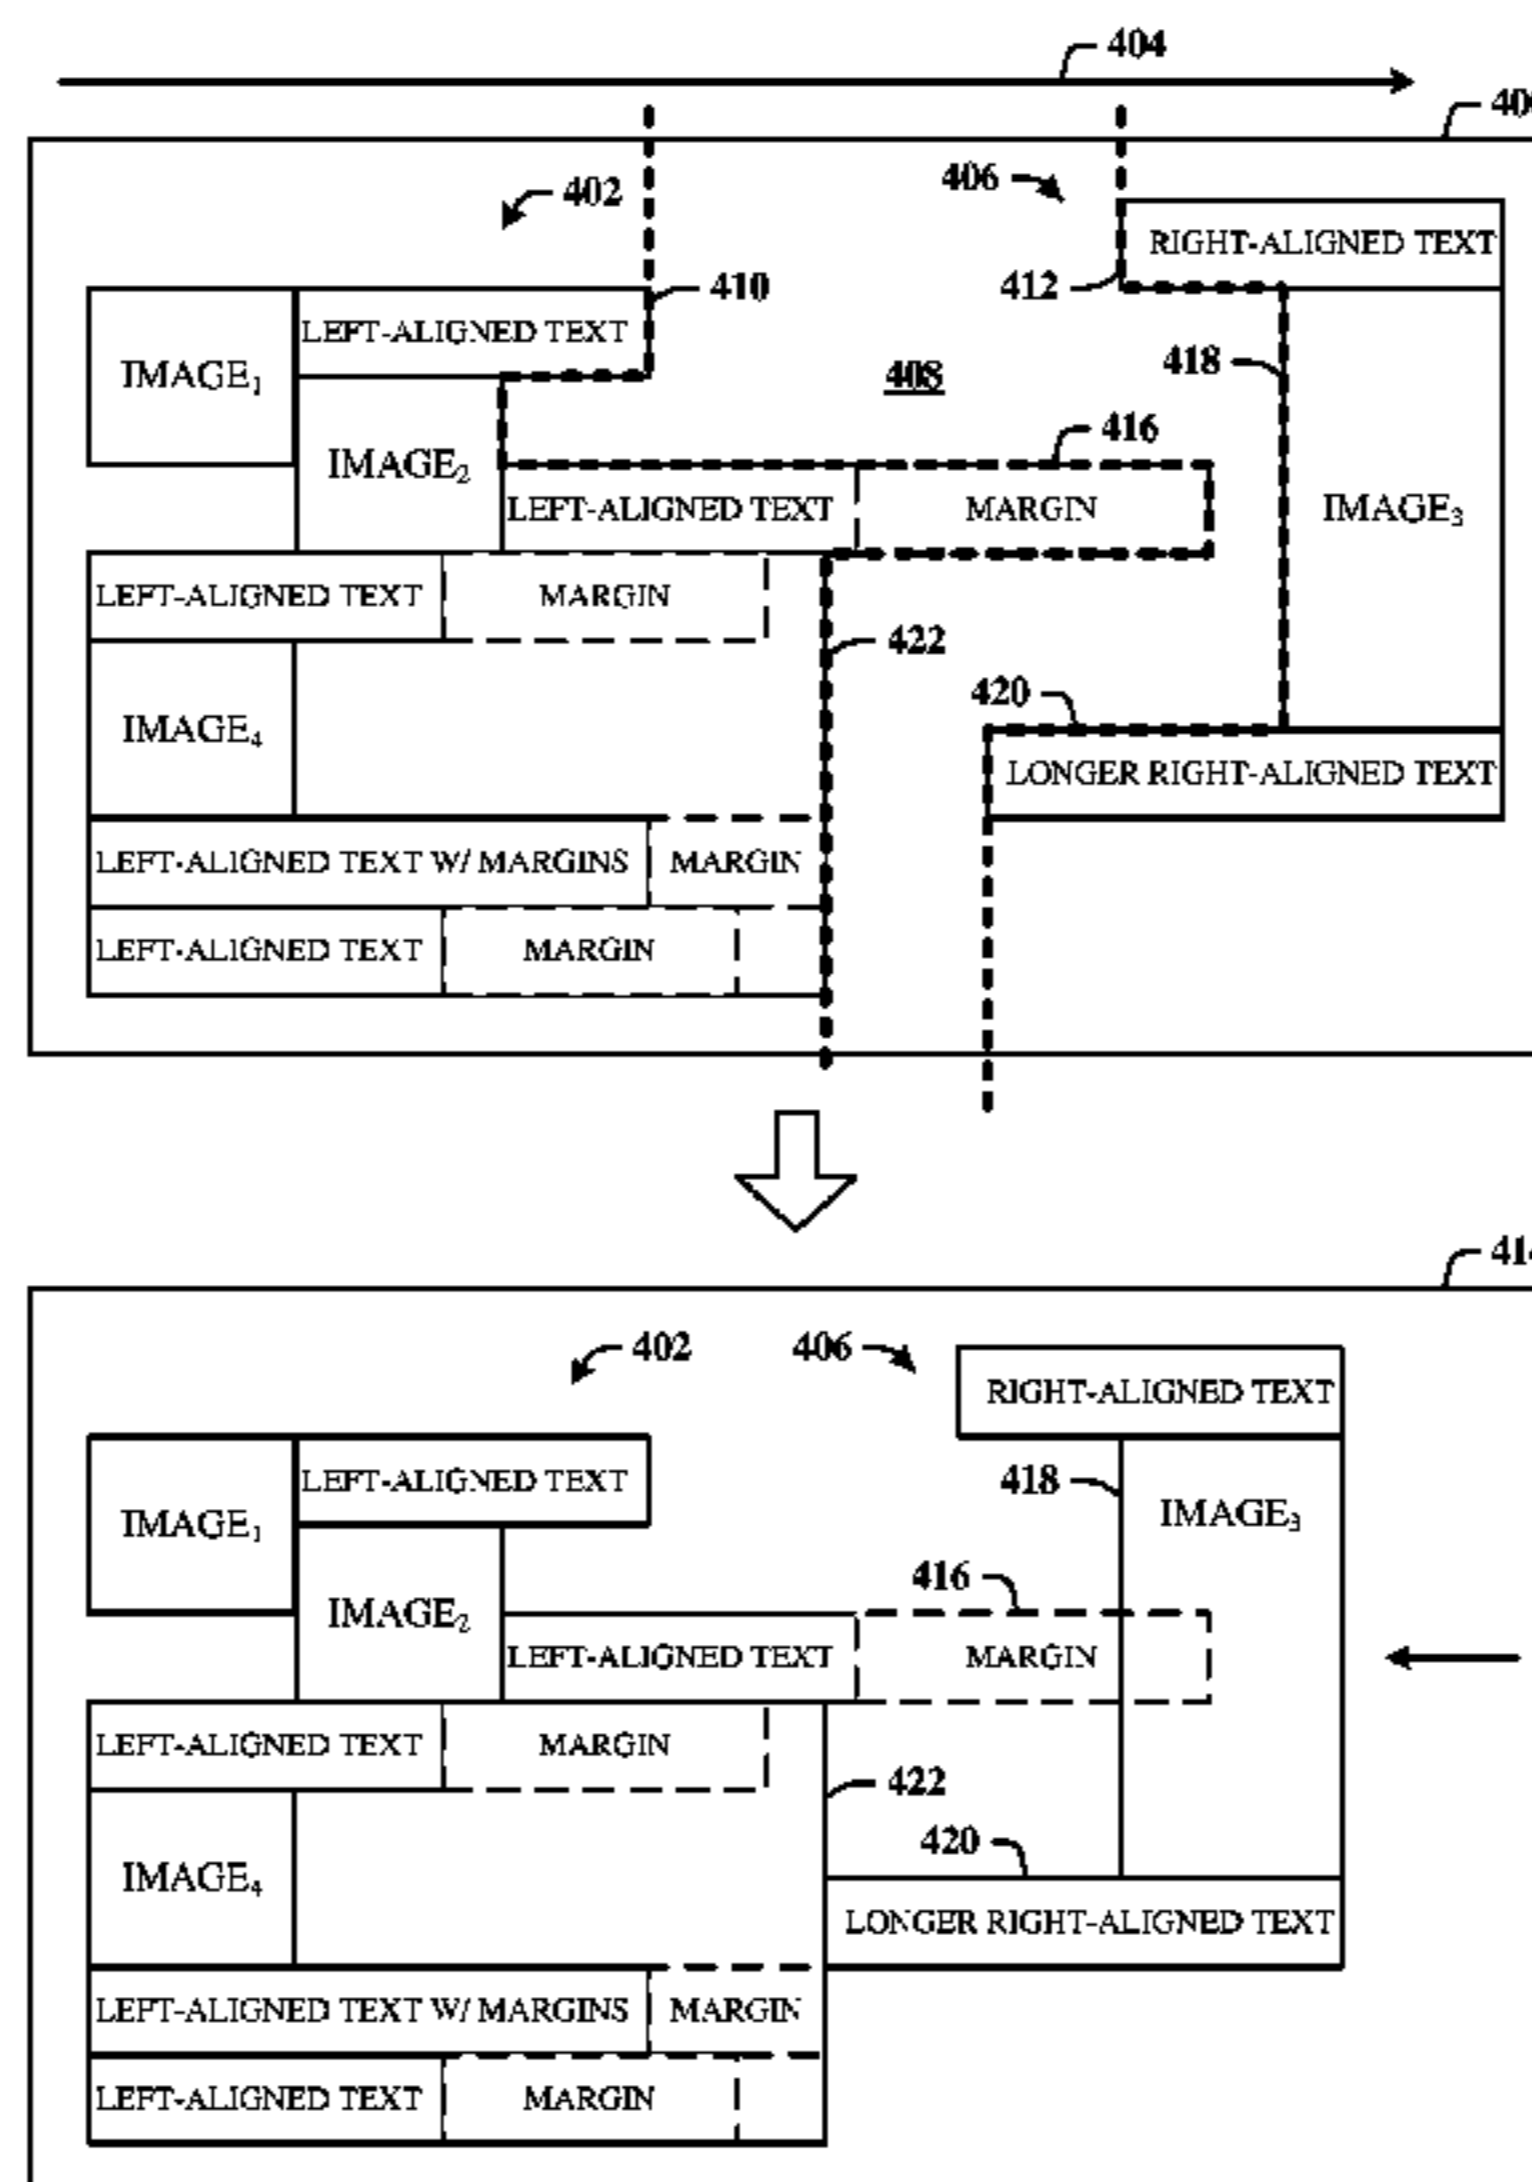 404
402
406
RIGHT-ALIGNED TEXT
410
412
LEFT-ALIGNED TEXT
IMAGE1
408
418
416
IMAGE2
LEFT-ALIGNED TEXT
MARGIN
IMAGE3
LEFT-ALIGNED TEXT
MARGIN
422
420
IMAGE4
LONGER RIGHT-ALIGNED TEXT
LEFT-ALIGNED TEXT W/ MARGINS
MARGIN
LEFT-ALIGNED TEXT
MARGIN
402
406
RIGHT-ALIGNED TEXT
LEFT-ALIGNED TEXT
418
IMAGE1
IMAGE3
416
IMAGE2
LEFT-ALIGNED TEXT
MARGIN
LEFT-ALIGNED TEXT
MARGIN
422
420
IMAGE4
LONGER RIGHT-ALIGNED TEXT
LEFT-ALIGNED TEXT W/ MARGINS
MARGIN
LEFT-ALIGNED TEXT
MARGIN